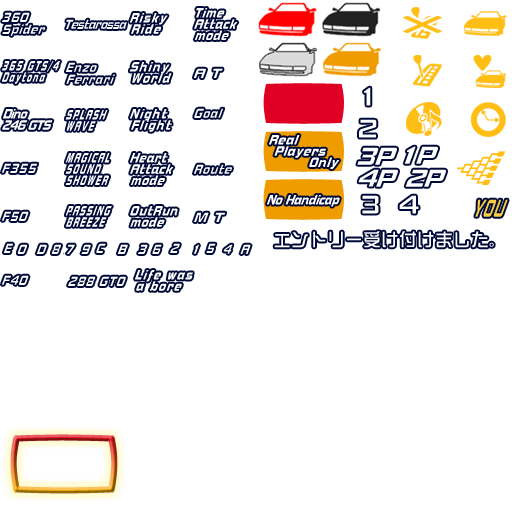 360
Spider
Testarossa
Risky
Ride
Time
Attack
mode
365 GTS/4
Daytona
Enzo
Ferrari
Shiny
World
A T
Dino
246 GTS
SPLASH
WAVE
Night
Flight
Goal
F355
MAGICAL
SOUND
SHOWER
Heart
Attack
mode
Route
F50
PASSING
BREEZE
OutRun
mode
M T
E 0 D 8 7 9 C B 3 6 2 1 5 4 A
F40
288 GTO
Life was
a bore
1
2
Real
Players
Only
3P 1P
4P 2P
No Handicap
3 4
YOU
エントリー受け付けました。